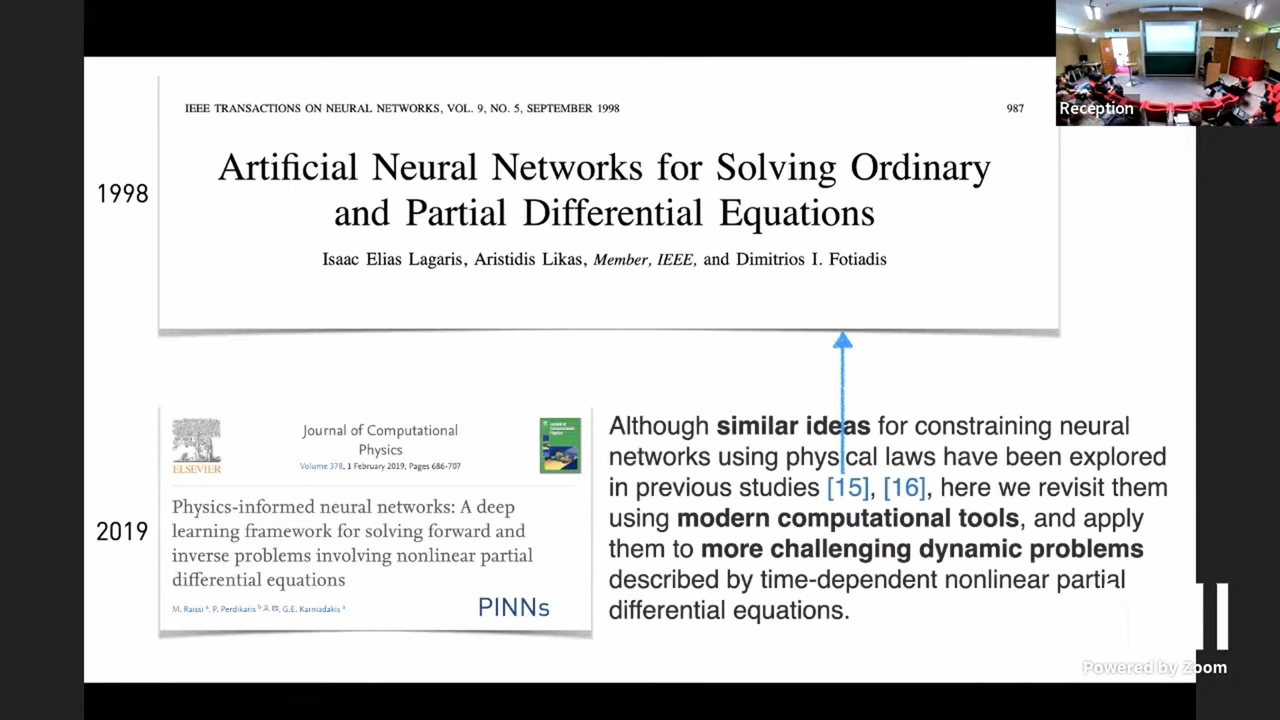 Reception
IEEE TRANSACTIONS ON NEURAL NETWORKS, VOL. 9, NO. 5, SEPTEMBER 1998
987
Artificial Neural Networks for Solving Ordinary
and Partial Differential Equations
Isaac Elias Lagaris, Aristidis Likas, Member, IEEE, and Dimitrios I. Fotiadis
1998
ELSEVIER
Journal of Computational
Physics
Volume 378, 1 February 2019, Pages 686-707
Physics-informed neural networks: A deep
learning framework for solving forward and
inverse problems involving nonlinear partial
differential equations
M. Raissi a, P. Perdikaris b, G.E. Karniadakis a
PINNs
2019
Although similar ideas for constraining neural
networks using physical laws have been explored
in previous studies [15], [16], here we revisit them
using modern computational tools, and apply
them to more challenging dynamic problems
described by time-dependent nonlinear partial
differential equations.
Powered by Zoom